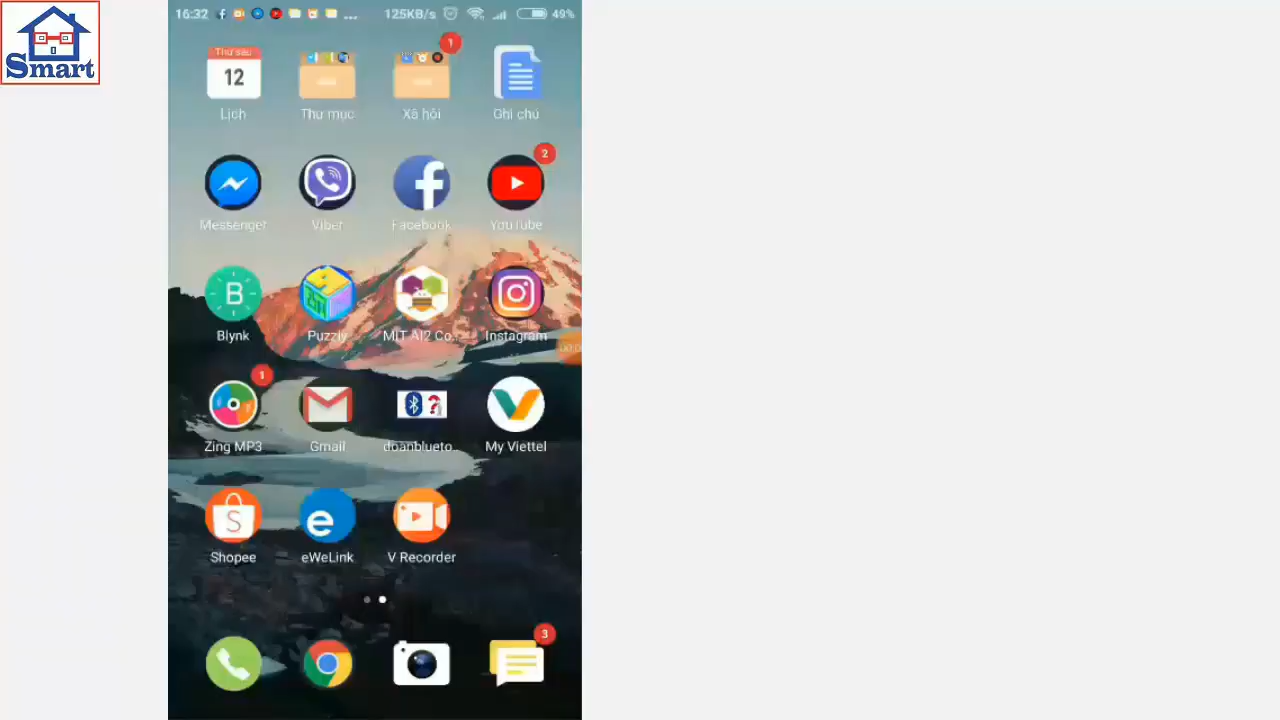 Smart
16:32 ... 125KB/s 49%
Thứ sáu
12
1
Lịch Thư mục Xã hội Ghi chú
2
Messenger Viber Facebook YouTube
B
Blynk Puzzly MIT AI2 Co.. Instagram
1
Zing MP3 Gmail doanblueto.. My Viettel
S e
Shopee eWeLink V Recorder
3